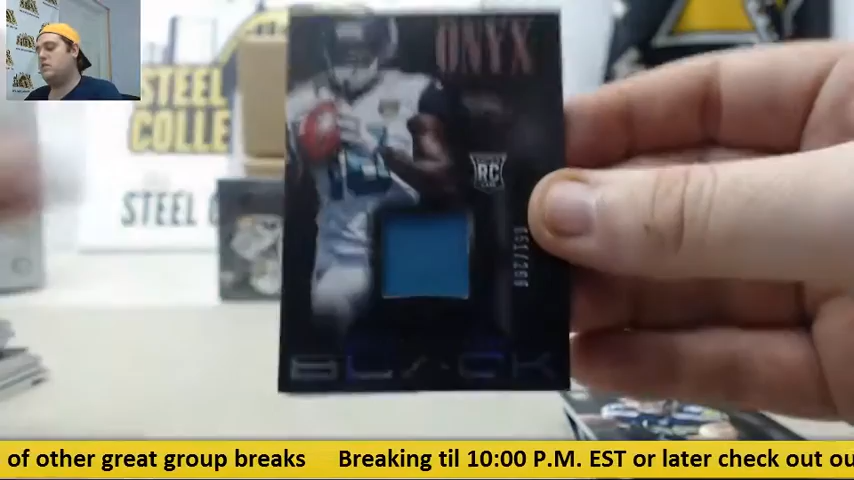 STEEL
COLLE
STEEL C
ONYX
RC
BLACK
of other great group breaks Breaking til 10:00 P.M. EST or later check out ou